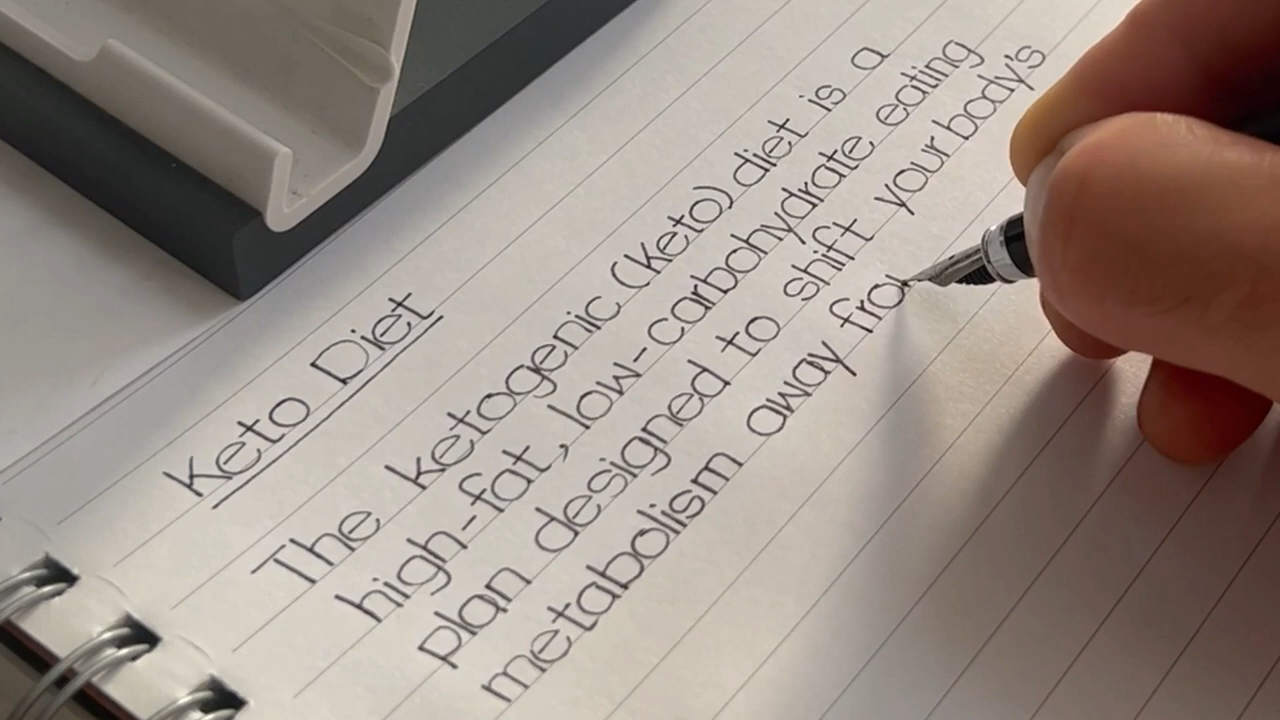 Keto Diet
The ketogenic (keto) diet is a
high-fat, low-carbohydrate eating
plan designed to shift your body's
metabolism away fro